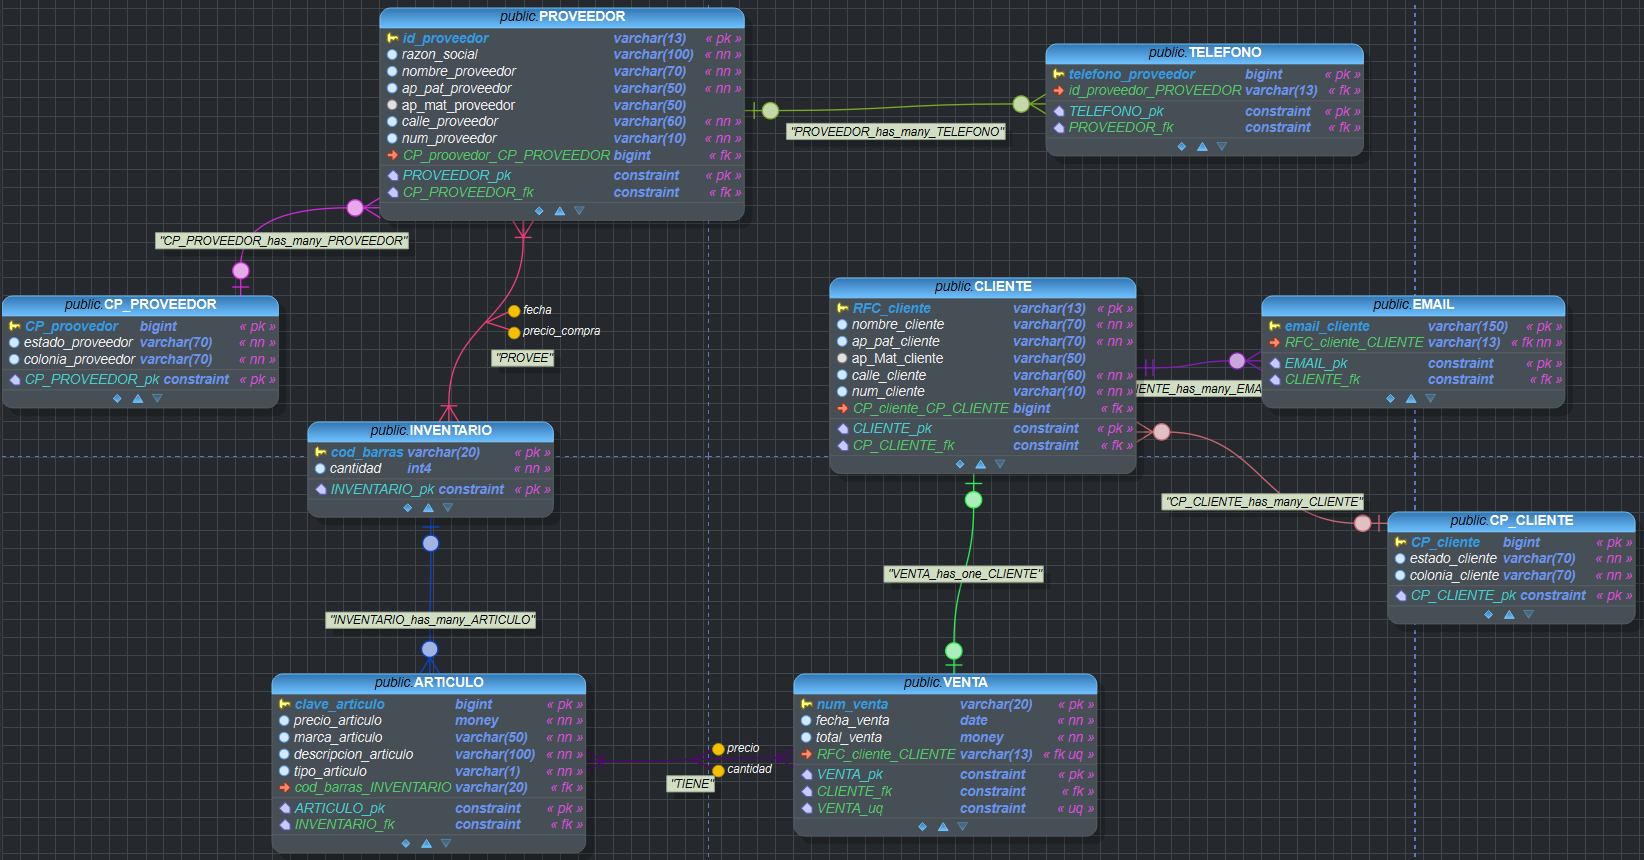 public.PROVEEDOR
id_proveedor varchar(13) « pk »
razon_social varchar(100) « nn »
nombre_proveedor varchar(70) « nn »
ap_pat_proveedor varchar(50) « nn »
ap_mat_proveedor varchar(50)
calle_proveedor varchar(60) « nn »
num_proveedor varchar(10) « nn »
CP_proovedor_CP_PROVEEDOR bigint « fk »
PROVEEDOR_pk constraint « pk »
CP_PROVEEDOR_fk constraint « fk »
public.TELEFONO
telefono_proveedor bigint « pk »
id_proveedor_PROVEEDOR varchar(13) « fk »
TELEFONO_pk constraint « pk »
PROVEEDOR_fk constraint « fk »
"PROVEEDOR_has_many_TELEFONO"
"CP_PROVEEDOR_has_many_PROVEEDOR"
public.CP_PROVEEDOR
CP_proovedor bigint « pk »
estado_proveedor varchar(70) « nn »
colonia_proveedor varchar(70) « nn »
CP_PROVEEDOR_pk constraint « pk »
fecha
precio_compra
"PROVEE"
public.CLIENTE
RFC_cliente varchar(13) « pk »
nombre_cliente varchar(70) « nn »
ap_pat_cliente varchar(70) « nn »
ap_Mat_cliente varchar(50)
calle_cliente varchar(60) « nn »
num_cliente varchar(10) « nn »
CP_cliente_CP_CLIENTE bigint « fk »
CLIENTE_pk constraint « pk »
CP_CLIENTE_fk constraint « fk »
public.EMAIL
email_cliente varchar(150) « pk »
RFC_cliente_CLIENTE varchar(13) « fk nn »
EMAIL_pk constraint « pk »
CLIENTE_fk constraint « fk »
IENTE_has_many_EMA
public.INVENTARIO
cod_barras varchar(20) « pk »
cantidad int4 « nn »
INVENTARIO_pk constraint « pk »
"CP_CLIENTE_has_many_CLIENTE"
public.CP_CLIENTE
CP_cliente bigint « pk »
estado_cliente varchar(70) « nn »
colonia_cliente varchar(70) « nn »
CP_CLIENTE_pk constraint « pk »
"VENTA_has_one_CLIENTE"
"INVENTARIO_has_many_ARTICULO"
public.ARTICULO
clave_articulo bigint « pk »
precio_articulo money « nn »
marca_articulo varchar(50) « nn »
descripcion_articulo varchar(100) « nn »
tipo_articulo varchar(1) « nn »
cod_barras_INVENTARIO varchar(20) « fk »
ARTICULO_pk constraint « pk »
INVENTARIO_fk constraint « fk »
precio
cantidad
"TIENE"
public.VENTA
num_venta varchar(20) « pk »
fecha_venta date « nn »
total_venta money « nn »
RFC_cliente_CLIENTE varchar(13) « fk uq »
VENTA_pk constraint « pk »
CLIENTE_fk constraint « fk »
VENTA_uq constraint « uq »